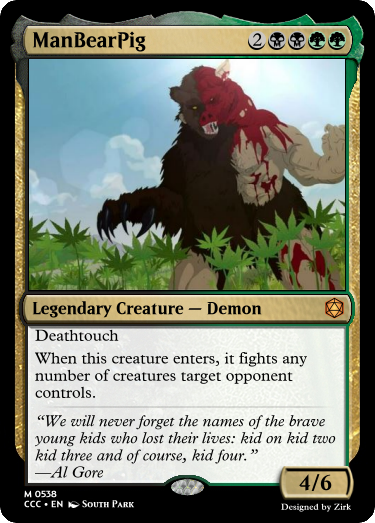 ManBearPig 2
Legendary Creature — Demon
Deathtouch
When this creature enters, it fights any
number of creatures target opponent
controls.
“We will never forget the names of the brave
young kids who lost their lives: kid on kid two
kid three and of course, kid four.”
—Al Gore
4/6
M 0538
CCC • EN South Park
Designed by Zirk